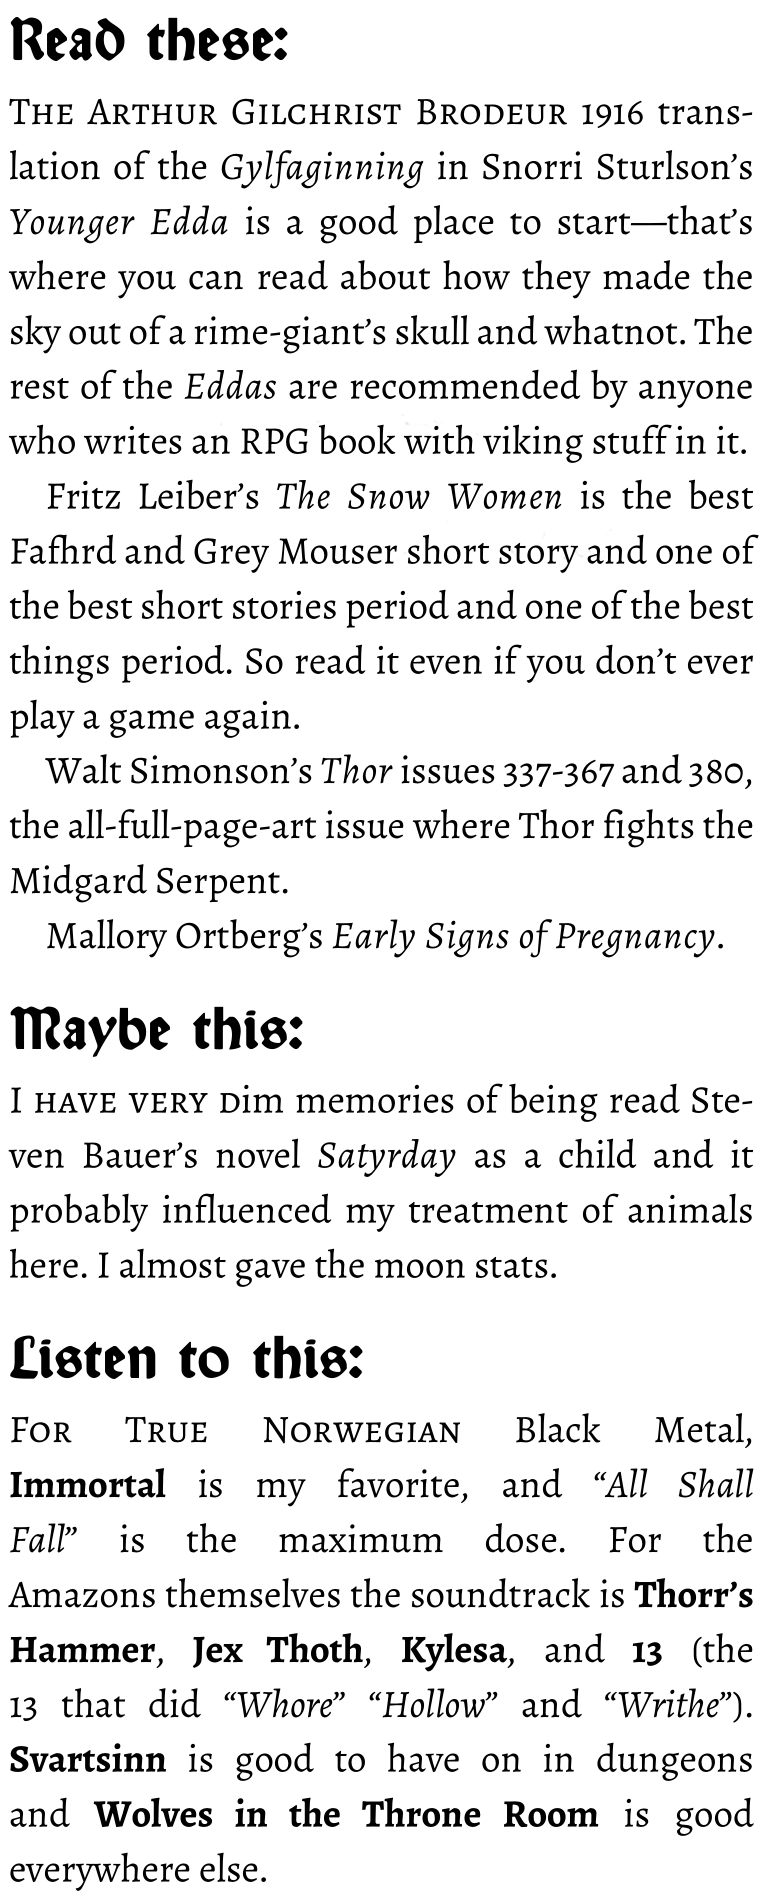 Read these:
THE ARTHUR GILCHRIST BRODEUR 1916 trans-
lation of the Gylfaginning in Snorri Sturlson’s
Younger Edda is a good place to start—that’s
where you can read about how they made the
sky out of a rime-giant’s skull and whatnot. The
rest of the Eddas are recommended by anyone
who writes an RPG book with viking stuff in it.
Fritz Leiber’s The Snow Women is the best
Fafhrd and Grey Mouser short story and one of
the best short stories period and one of the best
things period. So read it even if you don’t ever
play a game again.
Walt Simonson’s Thor issues 337-367 and 380,
the all-full-page-art issue where Thor fights the
Midgard Serpent.
Mallory Ortberg’s Early Signs of Pregnancy.
Maybe this:
I HAVE VERY Dim memories of being read Ste-
ven Bauer’s novel Satyrday as a child and it
probably influenced my treatment of animals
here. I almost gave the moon stats.
Listen to this:
FOR TRUE NORWEGIAN Black Metal,
Immortal is my favorite, and “All Shall
Fall” is the maximum dose. For the
Amazons themselves the soundtrack is Thorr’s
Hammer, Jex Thoth, Kylesa, and 13 (the
13 that did “Whore” “Hollow” and “Writhe”).
Svartsinn is good to have on in dungeons
and Wolves in the Throne Room is good
everywhere else.